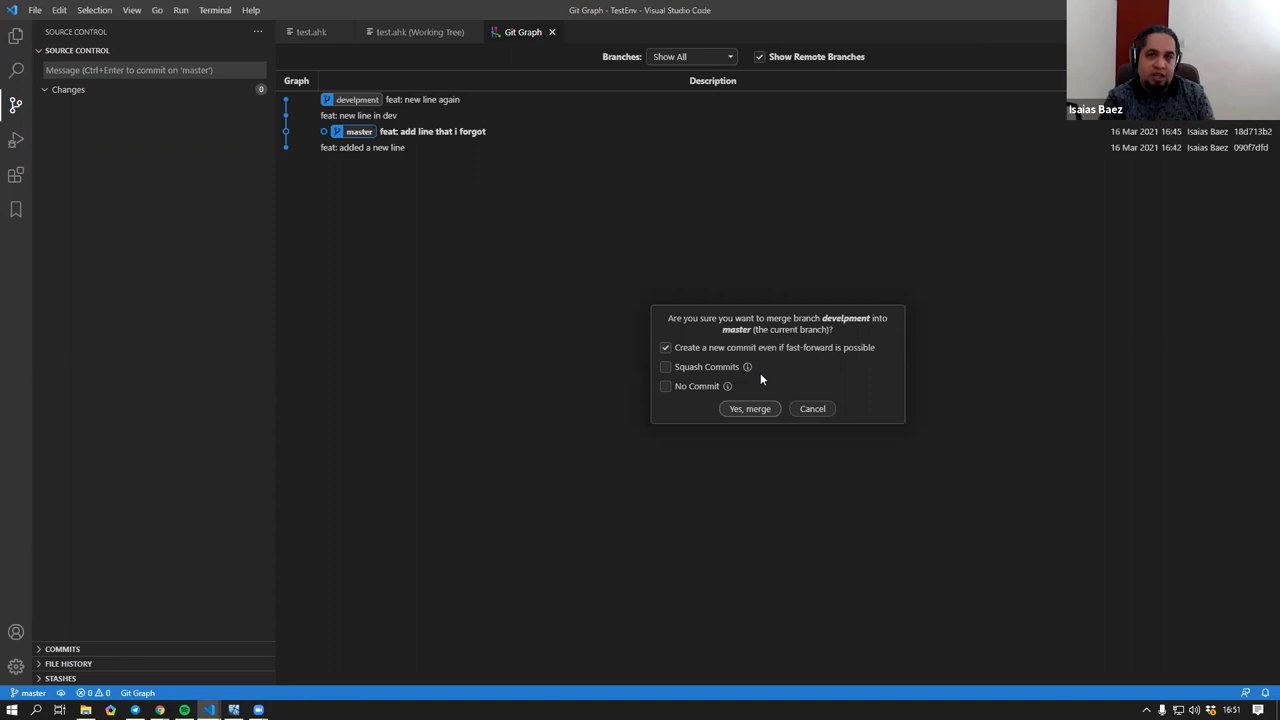 File Edit Selection View Go Run Terminal Help
Git Graph - TestEnv - Visual Studio Code
SOURCE CONTROL
test.ahk
test.ahk (Working Tree)
Git Graph
SOURCE CONTROL
Message (Ctrl+Enter to commit on 'master')
Changes 0
Branches: Show All
Show Remote Branches
Graph Description
develpment feat: new line again
feat: new line in dev
master feat: add line that i forgot 16 Mar 2021 16:45 Isaias Baez 18d713b2
feat: added a new line 16 Mar 2021 16:42 Isaias Baez 090f7dfd
Isaias Baez
Are you sure you want to merge branch develpment into
master (the current branch)?
Create a new commit even if fast-forward is possible
Squash Commits
No Commit
Yes, merge Cancel
COMMITS
FILE HISTORY
STASHES
master 0 0 Git Graph
16:51